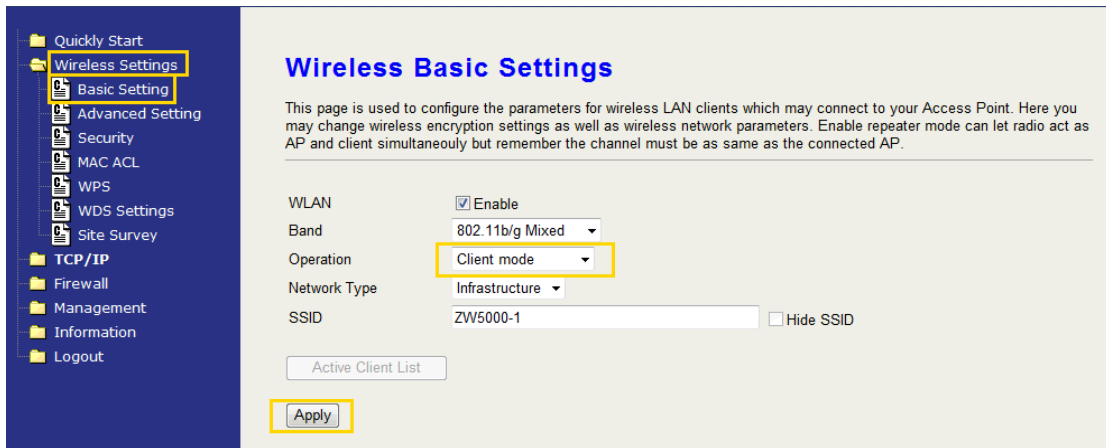 Quickly Start
Wireless Settings
Basic Setting
Advanced Setting
Security
MAC ACL
WPS
WDS Settings
Site Survey
TCP/IP
Firewall
Management
Information
Logout
Wireless Basic Settings
This page is used to configure the parameters for wireless LAN clients which may connect to your Access Point. Here you
may change wireless encryption settings as well as wireless network parameters. Enable repeater mode can let radio act as
AP and client simultaneouly but remember the channel must be as same as the connected AP.
WLAN Enable
Band 802.11b/g Mixed
Operation Client mode
Network Type Infrastructure
SSID ZW5000-1 Hide SSID
Active Client List
Apply